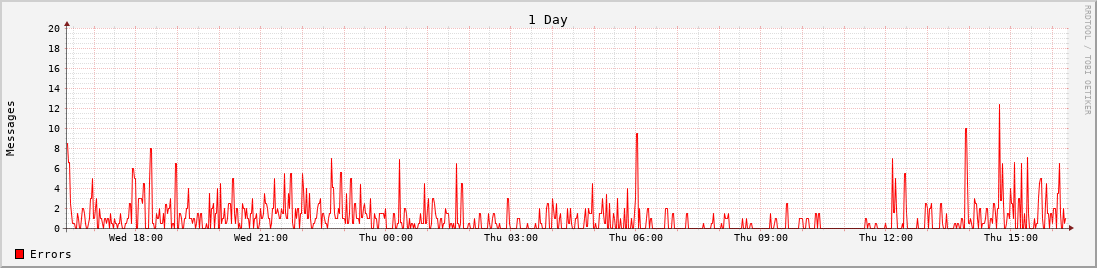 1 Day
RRDTOOL / TOBI OETIKER
Messages
20
18
16
14
12
10
8
6
4
2
0
Wed 18:00 Wed 21:00 Thu 00:00 Thu 03:00 Thu 06:00 Thu 09:00 Thu 12:00 Thu 15:00
Errors